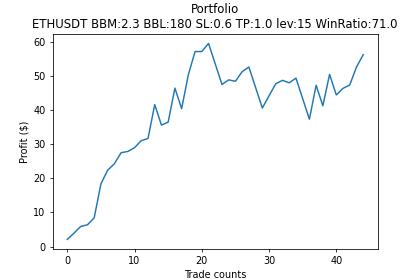 Portfolio
ETHUSDT BBM:2.3 BBL:180 SL:0.6 TP:1.0 lev:15 WinRatio:71.0
60
50
40
30
20
10
0
Profit ($)
0 10 20 30 40
Trade counts